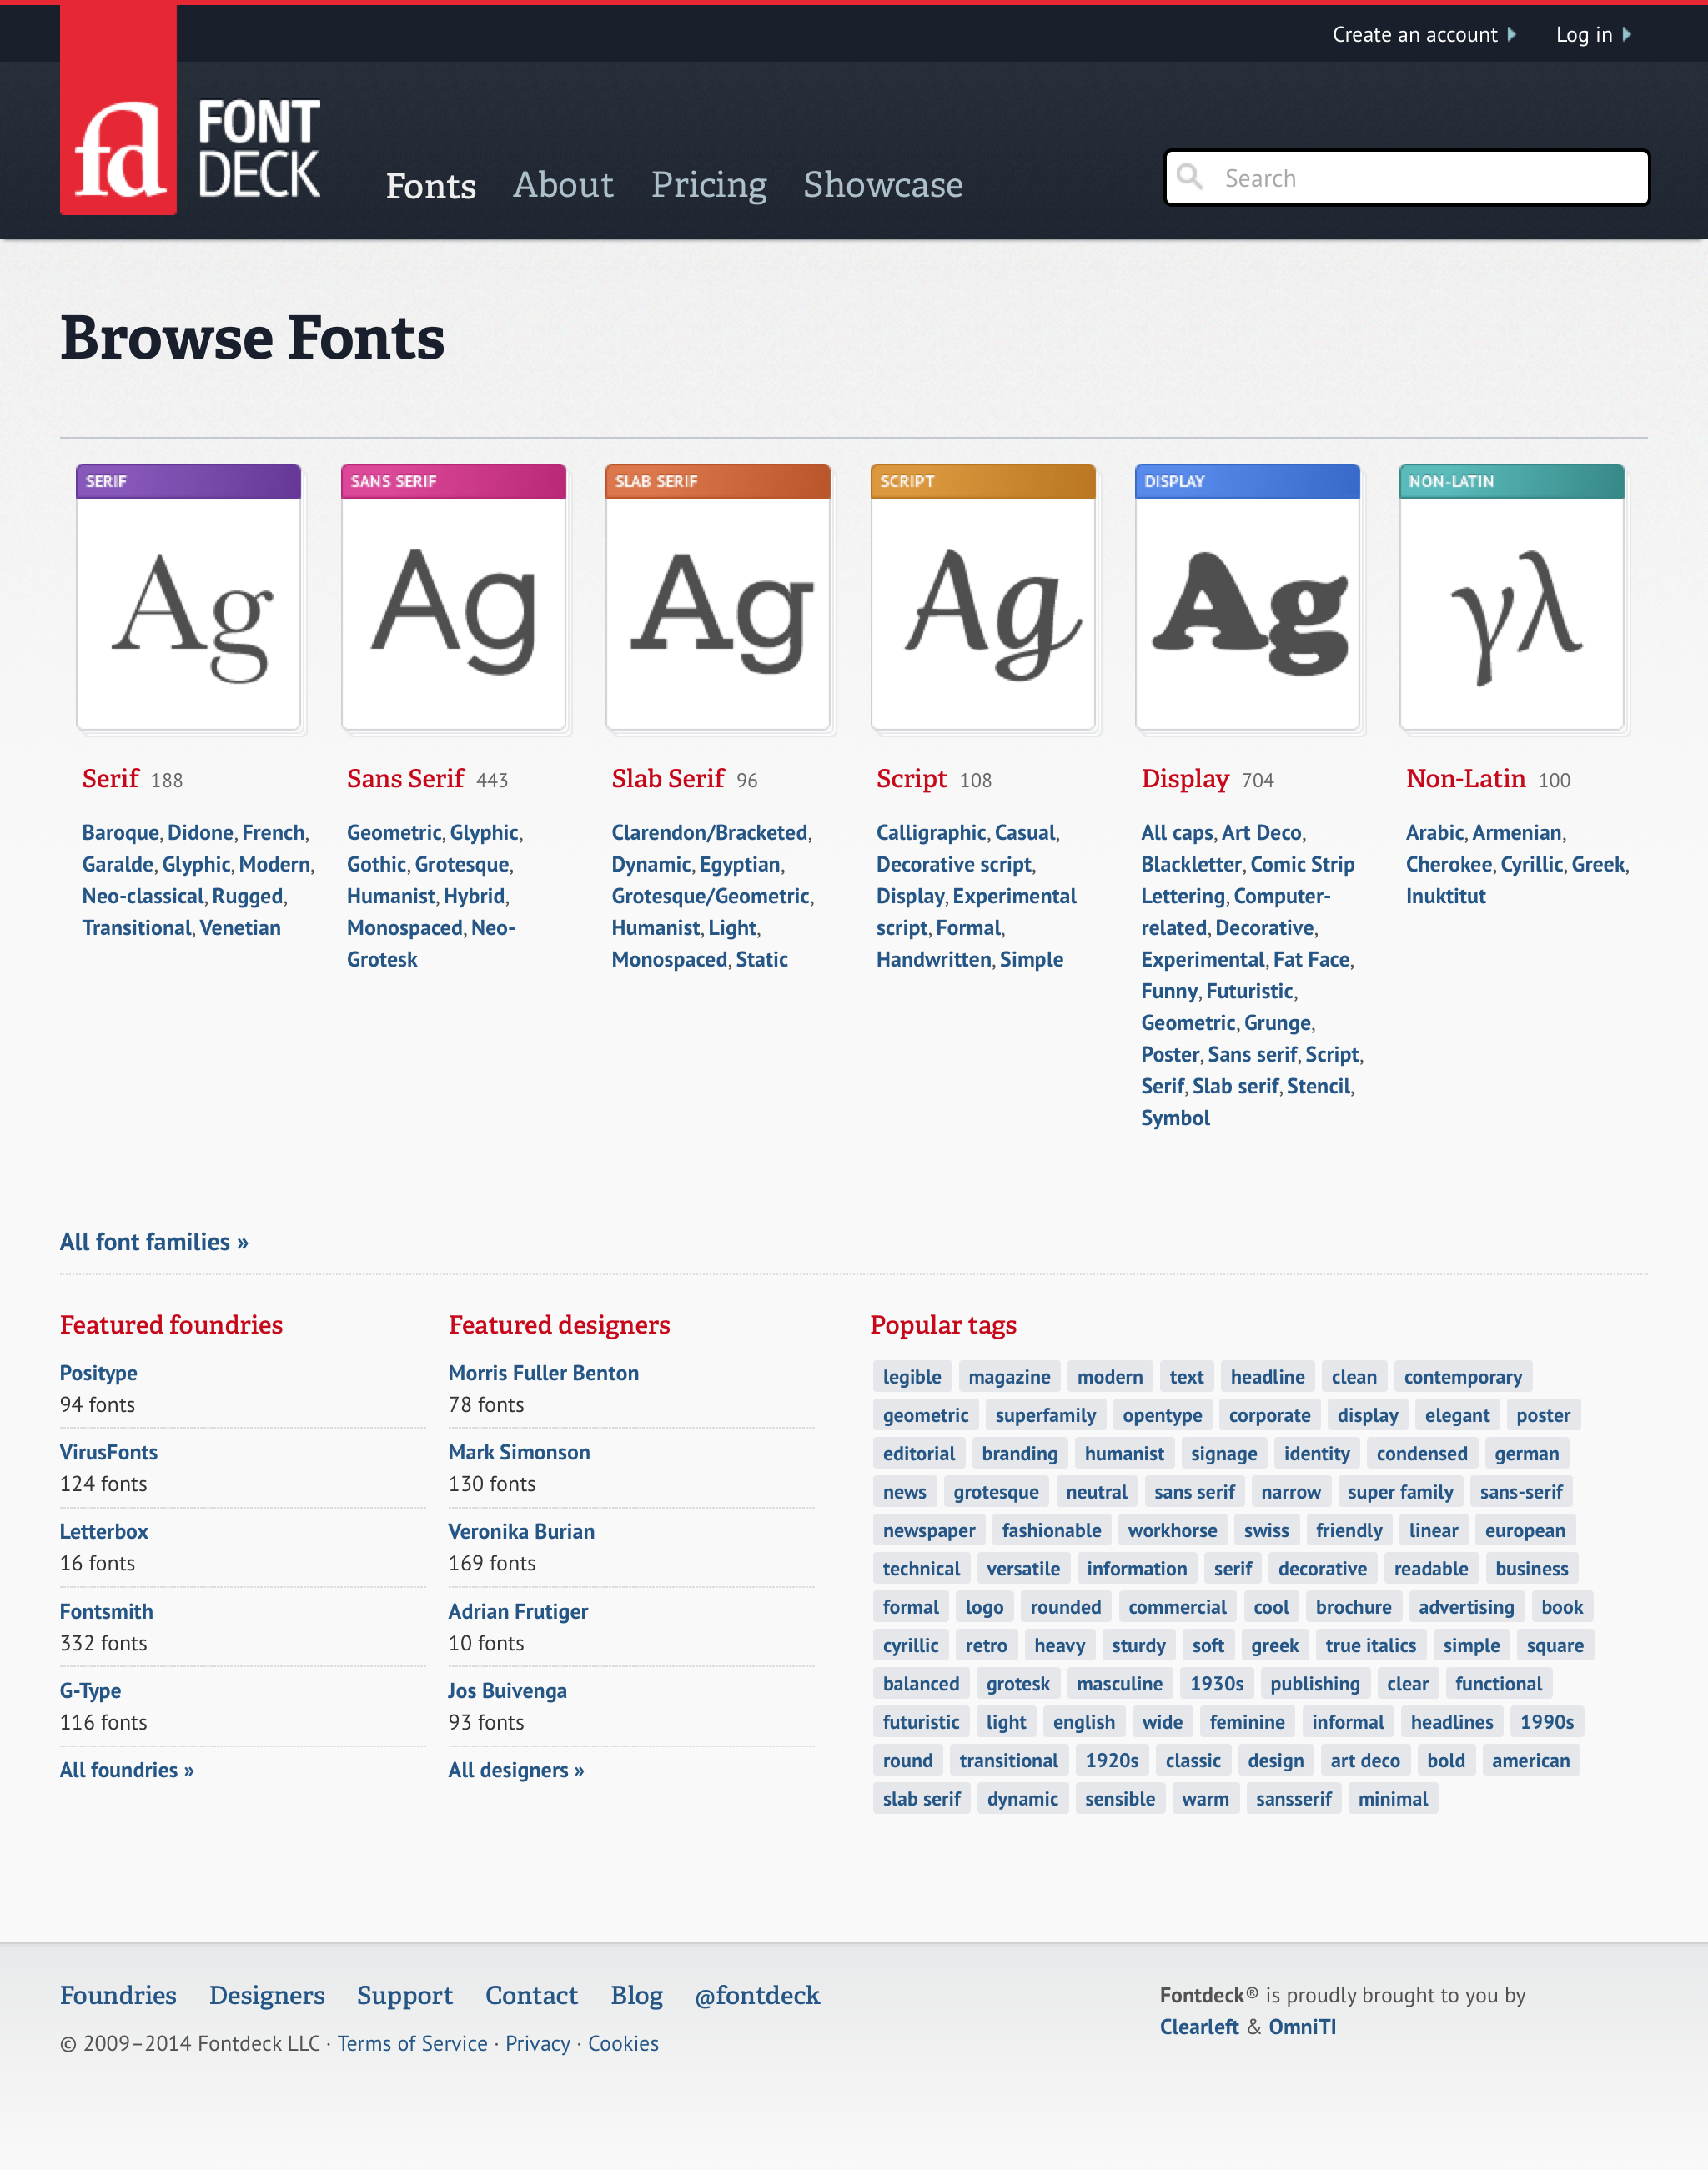 Create an account
Log in
fd
FONT
DECK
Fonts
About
Pricing
Showcase
Search
Browse Fonts
SERIF
Ag
SANS SERIF
Ag
SLAB SERIF
Ag
SCRIPT
Ag
DISPLAY
Ag
NON-LATIN
γλ
Serif 188
Baroque, Didone, French,
Garalde, Glyphic, Modern,
Neo-classical, Rugged,
Transitional, Venetian
Sans Serif 443
Geometric, Glyphic,
Gothic, Grotesque,
Humanist, Hybrid,
Monospaced, Neo-
Grotesk
Slab Serif 96
Clarendon/Bracketed,
Dynamic, Egyptian,
Grotesque/Geometric,
Humanist, Light,
Monospaced, Static
Script 108
Calligraphic, Casual,
Decorative script,
Display, Experimental
script, Formal,
Handwritten, Simple
Display 704
All caps, Art Deco,
Blackletter, Comic Strip
Lettering, Computer-
related, Decorative,
Experimental, Fat Face,
Funny, Futuristic,
Geometric, Grunge,
Poster, Sans serif, Script,
Serif, Slab serif, Stencil,
Symbol
Non-Latin 100
Arabic, Armenian,
Cherokee, Cyrillic, Greek,
Inuktitut
All font families »
Featured foundries
Positype
94 fonts
VirusFonts
124 fonts
Letterbox
16 fonts
Fontsmith
332 fonts
G-Type
116 fonts
All foundries »
Featured designers
Morris Fuller Benton
78 fonts
Mark Simonson
130 fonts
Veronika Burian
169 fonts
Adrian Frutiger
10 fonts
Jos Buivenga
93 fonts
All designers »
Popular tags
legible magazine modern text headline clean contemporary
geometric superfamily opentype corporate display elegant poster
editorial branding humanist signage identity condensed german
news grotesque neutral sans serif narrow super family sans-serif
newspaper fashionable workhorse swiss friendly linear european
technical versatile information serif decorative readable business
formal logo rounded commercial cool brochure advertising book
cyrillic retro heavy sturdy soft greek true italics simple square
balanced grotesk masculine 1930s publishing clear functional
futuristic light english wide feminine informal headlines 1990s
round transitional 1920s classic design art deco bold american
slab serif dynamic sensible warm sansserif minimal
Foundries Designers Support Contact Blog @fontdeck
© 2009–2014 Fontdeck LLC · Terms of Service · Privacy · Cookies
Fontdeck® is proudly brought to you by
Clearleft & OmniTI